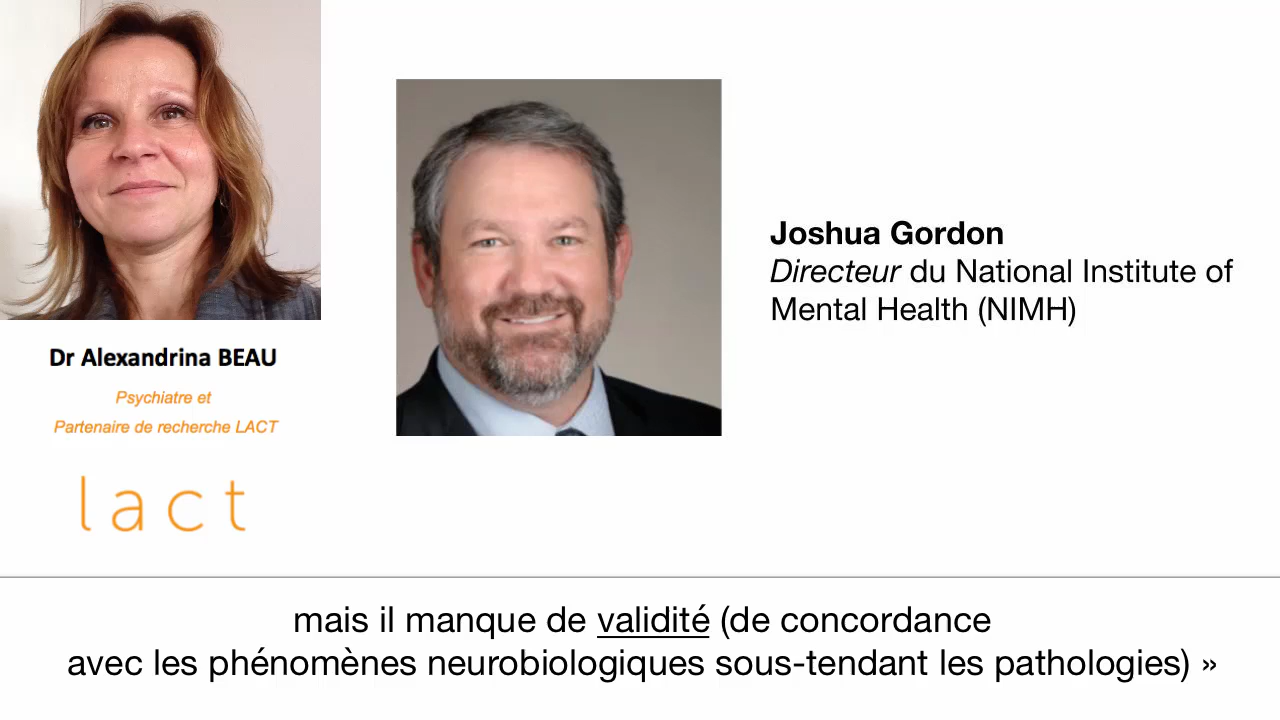 Dr Alexandrina BEAU
Psychiatre et
Partenaire de recherche LACT
lact
Joshua Gordon
Directeur du National Institute of
Mental Health (NIMH)
mais il manque de validité (de concordance
avec les phénomènes neurobiologiques sous-tendant les pathologies) »